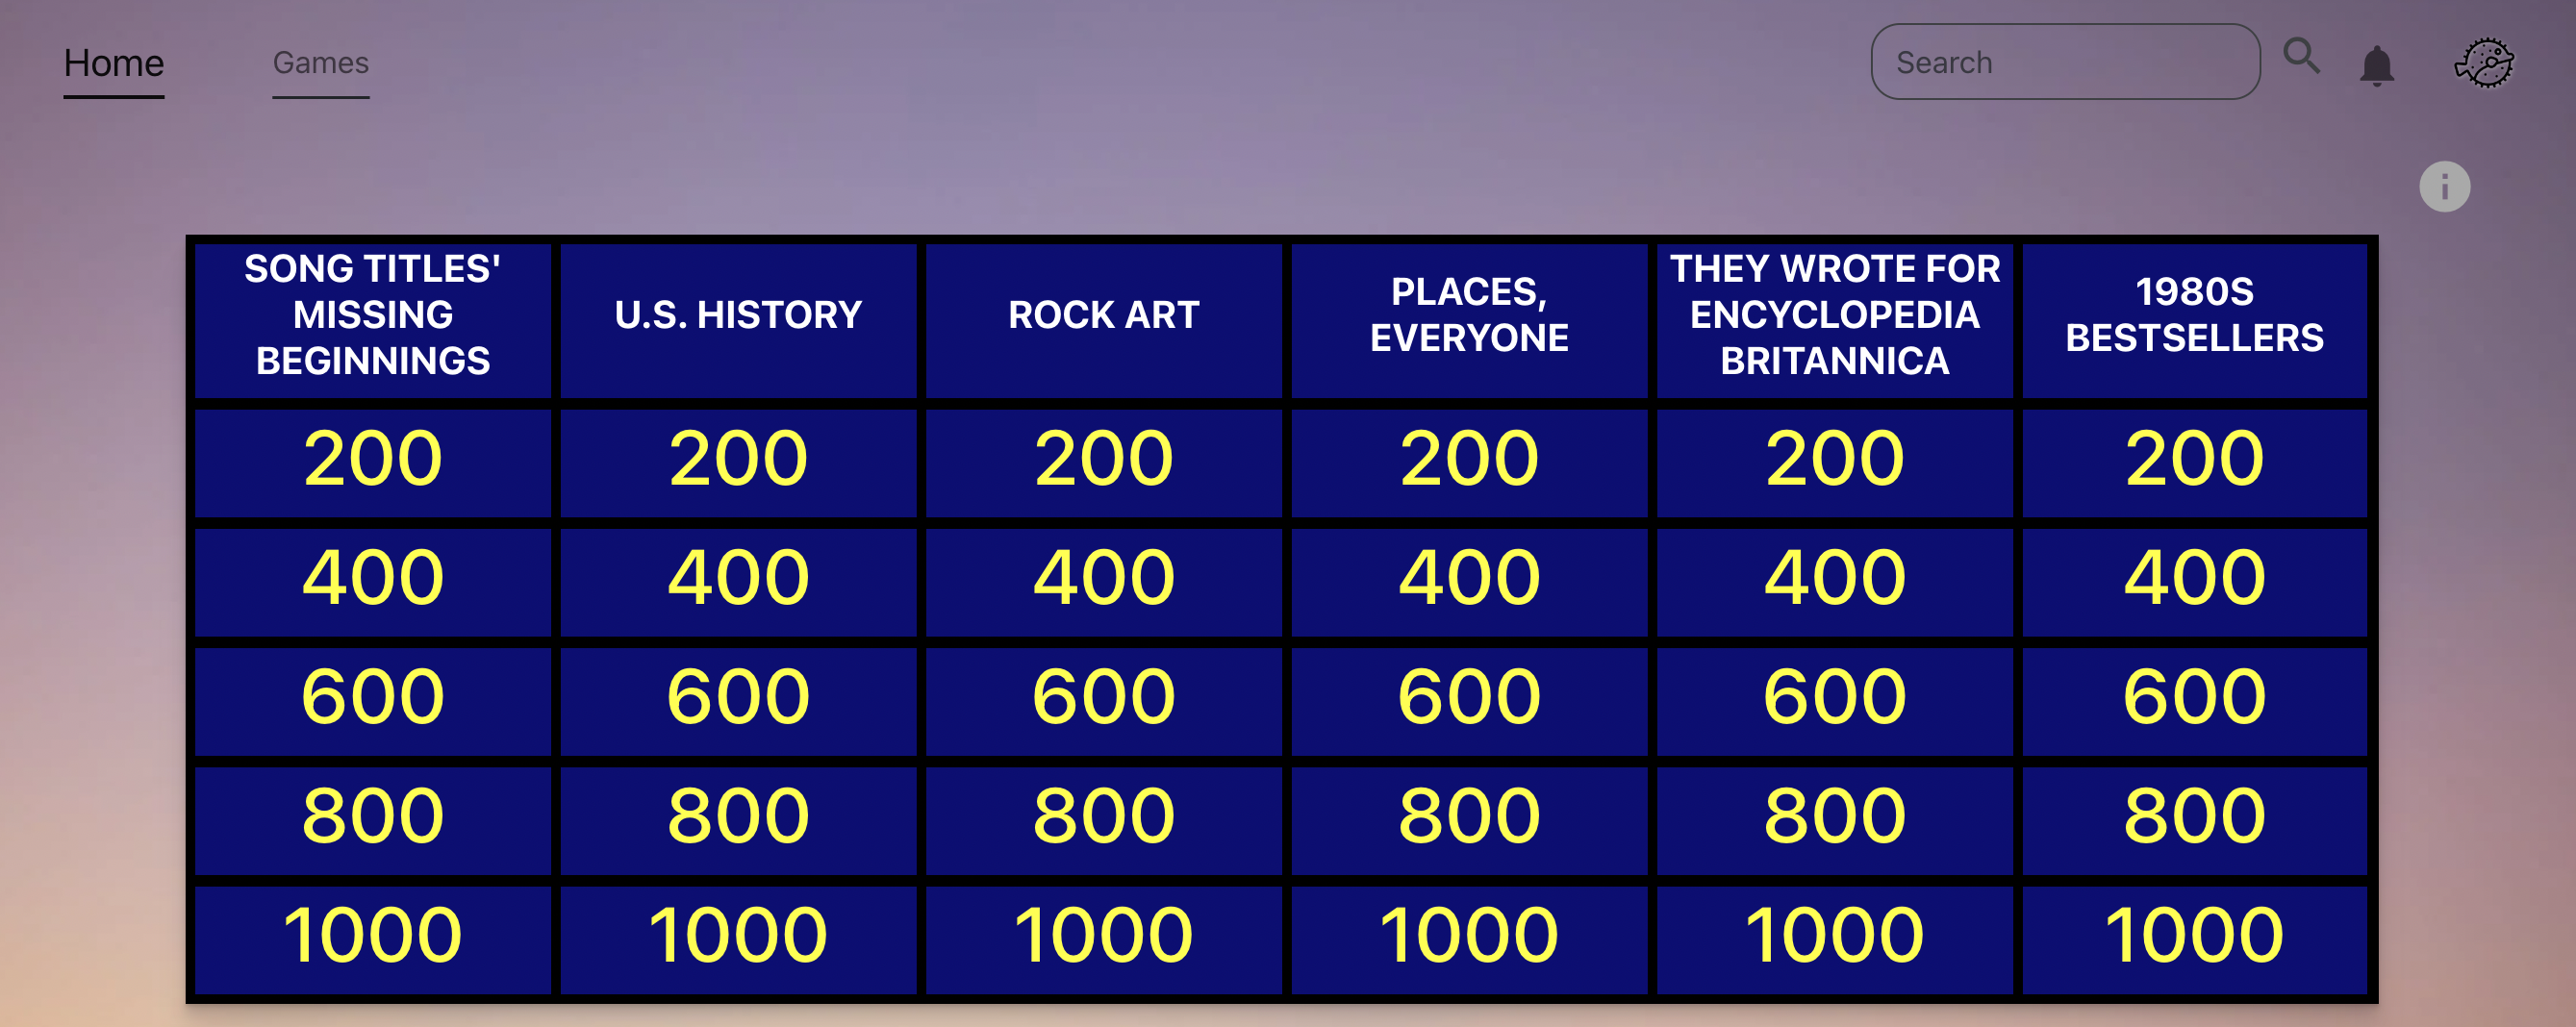 Home
Games
Search
SONG TITLES'
MISSING
BEGINNINGS
U.S. HISTORY
ROCK ART
PLACES,
EVERYONE
THEY WROTE FOR
ENCYCLOPEDIA
BRITANNICA
1980S
BESTSELLERS
200 200 200 200 200 200
400 400 400 400 400 400
600 600 600 600 600 600
800 800 800 800 800 800
1000 1000 1000 1000 1000 1000